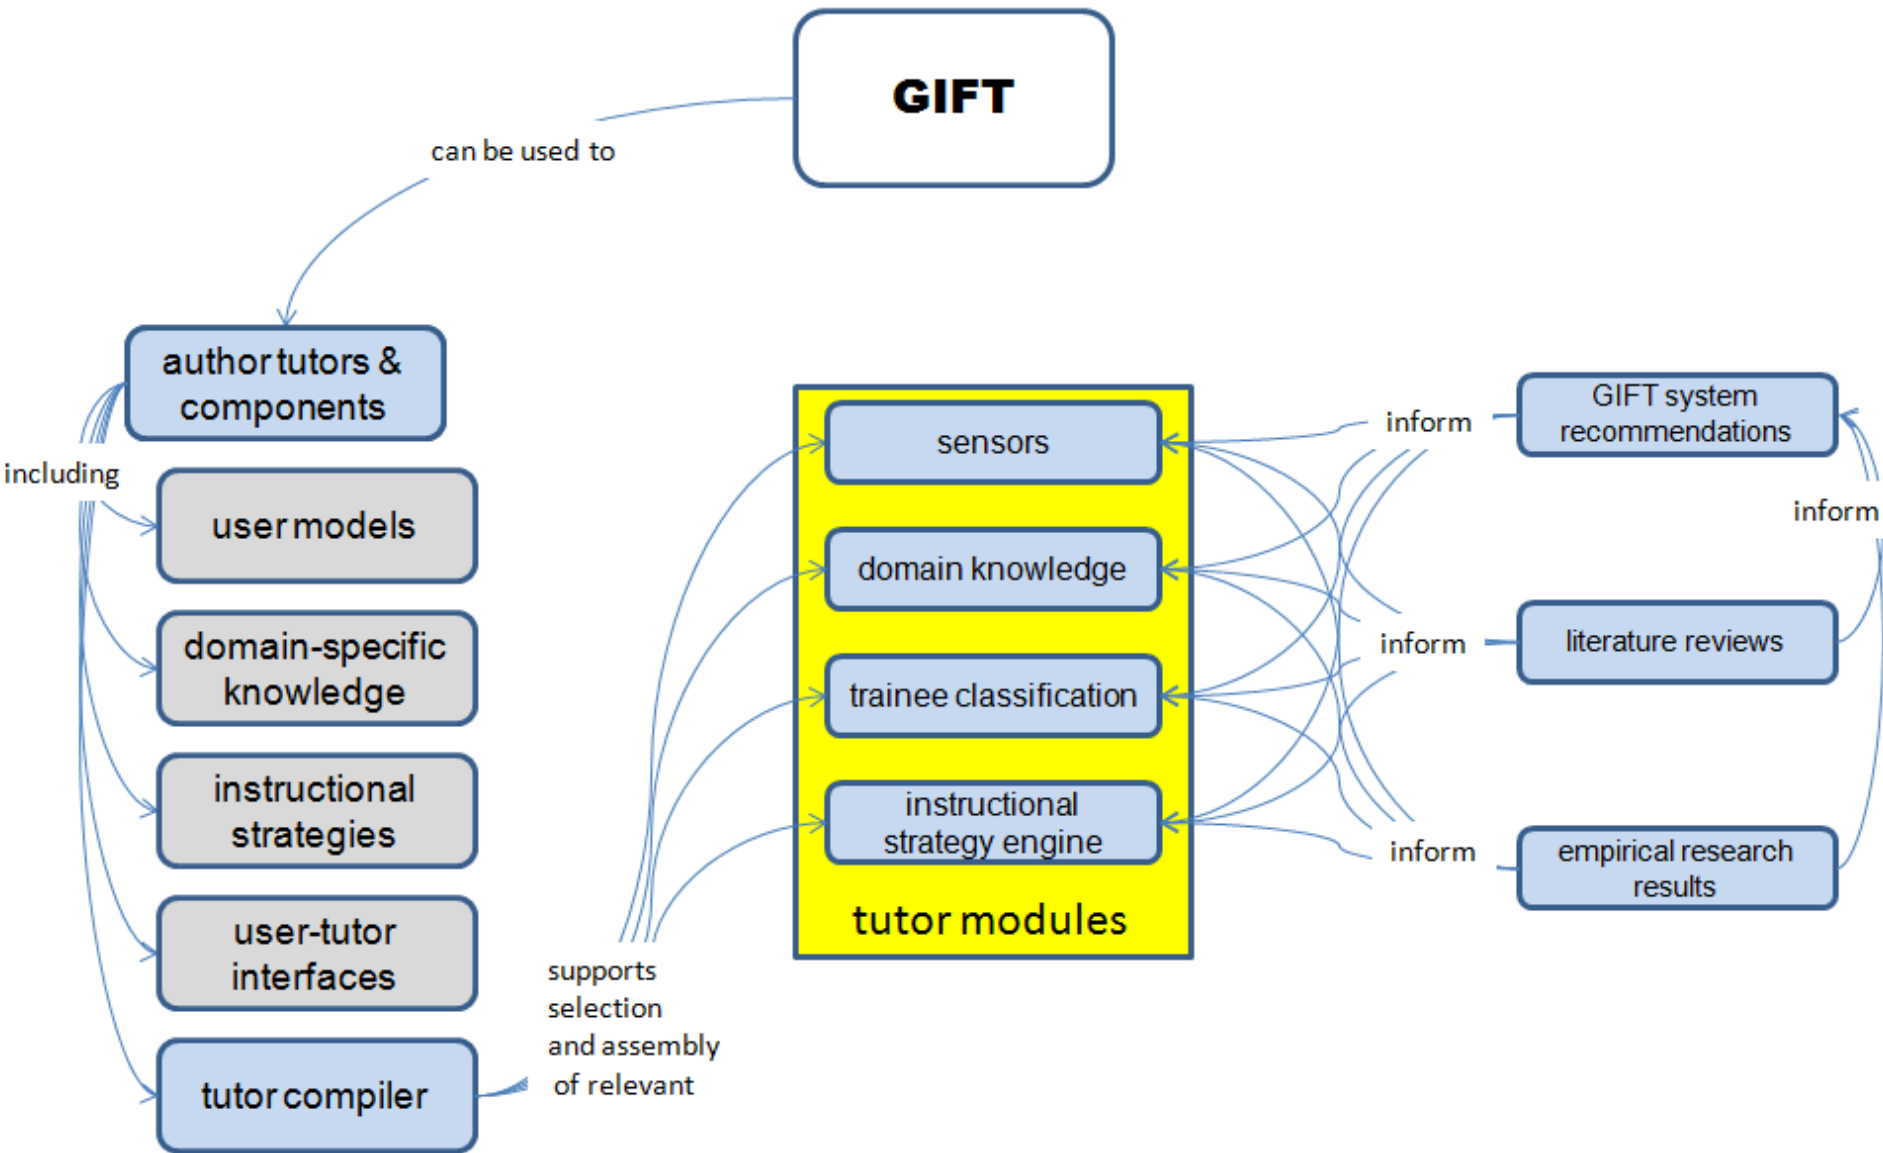 GIFT
can be used to
author tutors &
components
including
user models
domain-specific
knowledge
instructional
strategies
user-tutor
interfaces
tutor compiler
supports
selection
and assembly
of relevant
sensors
domain knowledge
trainee classification
instructional
strategy engine
tutor modules
inform
inform
inform
GIFT system
recommendations
inform
literature reviews
empirical research
results